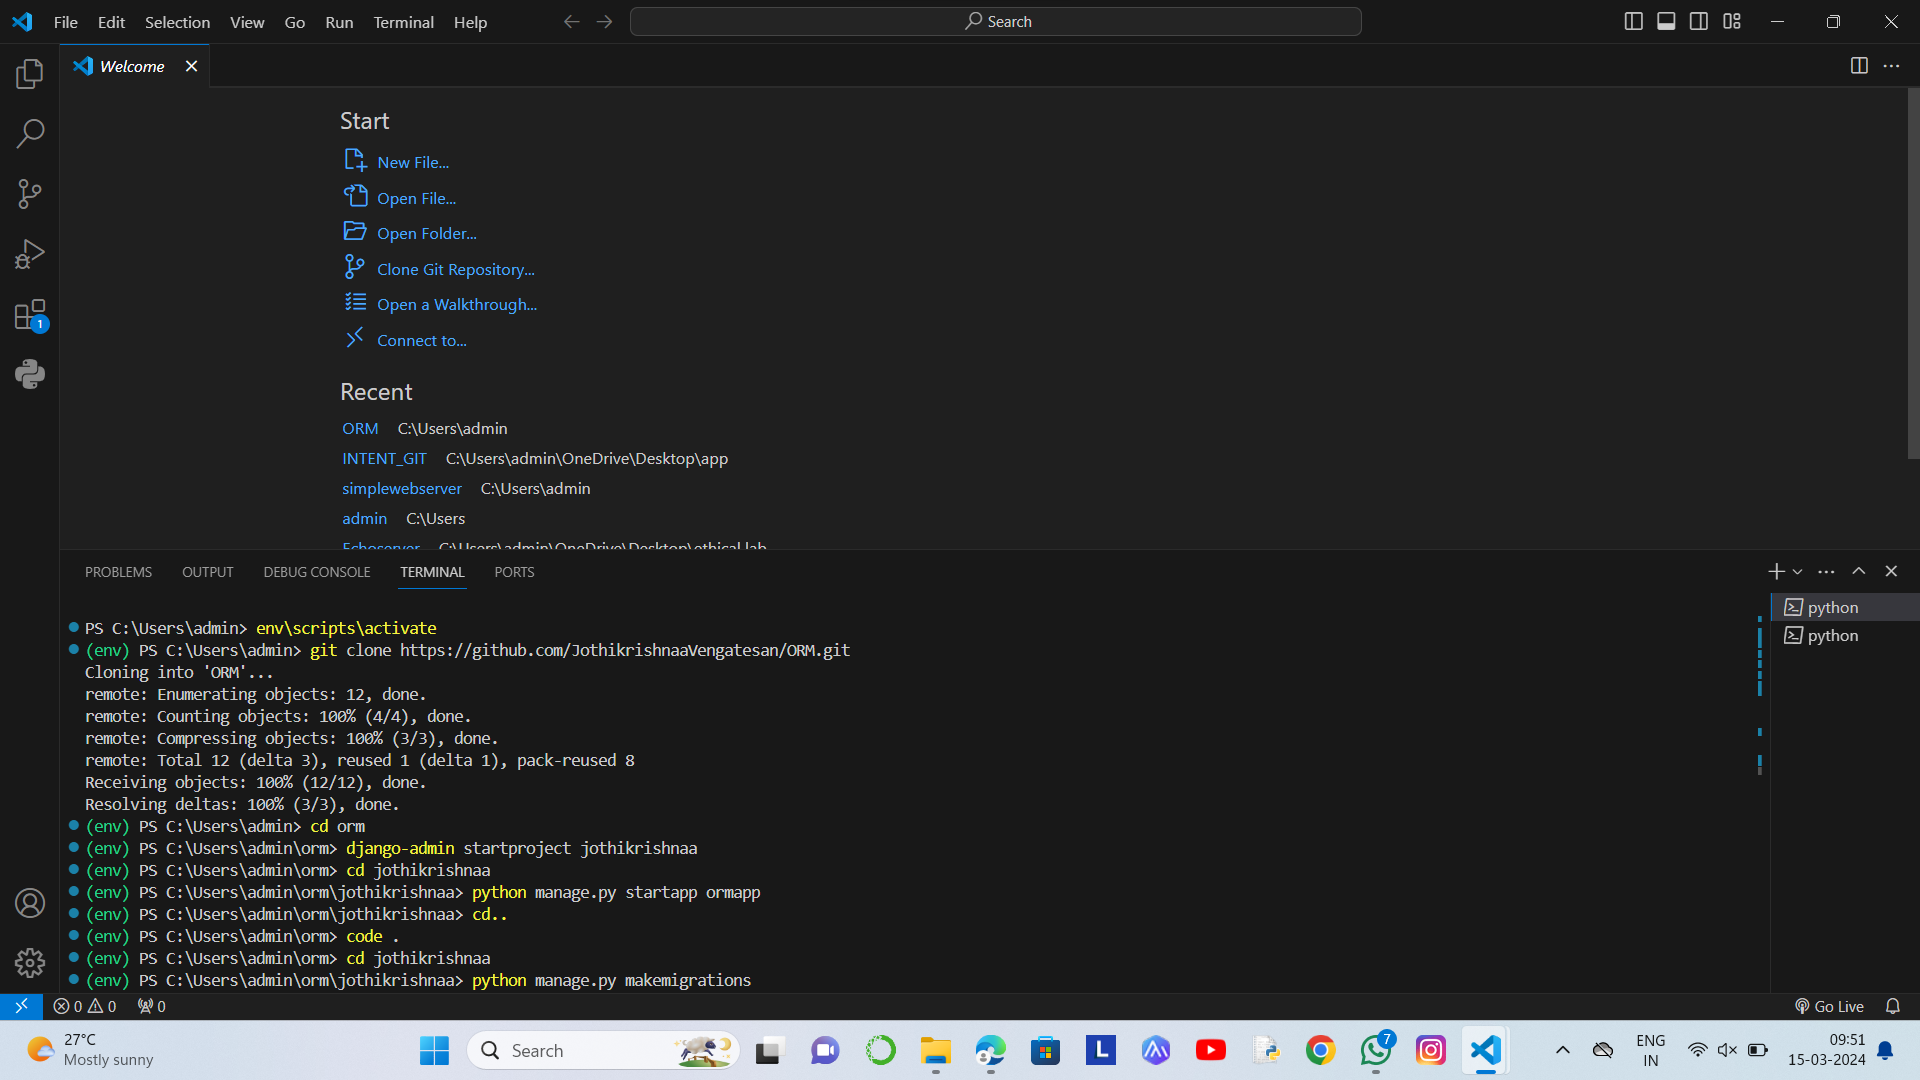 File Edit Selection View Go Run Terminal Help
Search
Welcome
Start
New File...
Open File...
Open Folder...
Clone Git Repository...
Open a Walkthrough...
Connect to...
Recent
ORM C:\Users\admin
INTENT_GIT C:\Users\admin\OneDrive\Desktop\app
simplewebserver C:\Users\admin
admin C:\Users
Echoserver C:\Users\admin\OneDrive\Desktop\ethical lab
1
PROBLEMS OUTPUT DEBUG CONSOLE TERMINAL PORTS
python
python
PS C:\Users\admin> env\scripts\activate
(env) PS C:\Users\admin> git clone https://github.com/JothikrishnaaVengatesan/ORM.git
Cloning into 'ORM'...
remote: Enumerating objects: 12, done.
remote: Counting objects: 100% (4/4), done.
remote: Compressing objects: 100% (3/3), done.
remote: Total 12 (delta 3), reused 1 (delta 1), pack-reused 8
Receiving objects: 100% (12/12), done.
Resolving deltas: 100% (3/3), done.
(env) PS C:\Users\admin> cd orm
(env) PS C:\Users\admin\orm> django-admin startproject jothikrishnaa
(env) PS C:\Users\admin\orm> cd jothikrishnaa
(env) PS C:\Users\admin\orm\jothikrishnaa> python manage.py startapp ormapp
(env) PS C:\Users\admin\orm\jothikrishnaa> cd..
(env) PS C:\Users\admin\orm> code .
(env) PS C:\Users\admin\orm> cd jothikrishnaa
(env) PS C:\Users\admin\orm\jothikrishnaa> python manage.py makemigrations
0 0 0 Go Live
27°C
Mostly sunny
Search
L
7
ENG
IN
09:51
15-03-2024